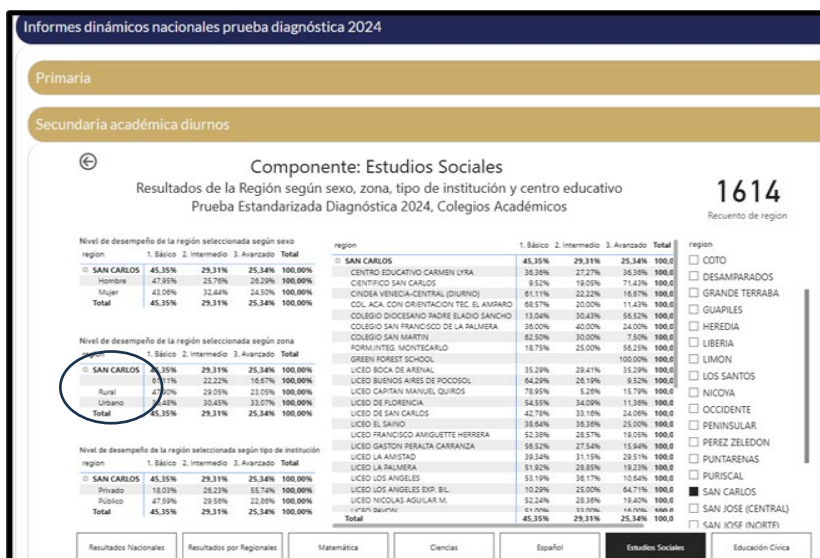 Informes dinámicos nacionales prueba diagnóstica 2024
Primaria
Secundaria académica diurnos
Componente: Estudios Sociales
Resultados de la Región según sexo, zona, tipo de institución y centro educativo
Prueba Estandarizada Diagnóstica 2024, Colegios Académicos
1614
Recuento de region
Nivel de desempeño de la región seleccionada según sexo
region 1. Básico 2. Intermedio 3. Avanzado Total
SAN CARLOS 45,35% 29,31% 25,34% 100,00%
Hombre 47,95% 25,76% 26,29% 100,00%
Mujer 43,06% 32,44% 24,50% 100,00%
Total 45,35% 29,31% 25,34% 100,00%
Nivel de desempeño de la región seleccionada según zona
region 1. Básico 2. Intermedio 3. Avanzado Total
SAN CARLOS 45,35% 29,31% 25,34% 100,00%
61,11% 22,22% 16,67% 100,00%
Rural 47,90% 29,05% 23,05% 100,00%
Urbano 30,45% 33,07% 100,00%
Total 45,35% 29,31% 25,34% 100,00%
Nivel de desempeño de la región seleccionada según tipo de institución
region 1. Básico 2. Intermedio 3. Avanzado Total
SAN CARLOS 45,35% 29,31% 25,34% 100,00%
Privado 18,03% 26,23% 55,74% 100,00%
Público 47,59% 29,56% 22,86% 100,00%
Total 45,35% 29,31% 25,34% 100,00%
region 1. Básico 2. Intermedio 3. Avanzado Total
SAN CARLOS 45,35% 29,31% 25,34% 100,0
CENTRO EDUCATIVO CARMEN LYRA 36,36% 27,27% 36,36% 100,0
CIENTIFICO SAN CARLOS 9,52% 19,05% 71,43% 100,0
CINDEA VENECIA-CENTRAL (DIURNO) 61,11% 22,22% 16,67% 100,0
COL. ACA. CON ORIENTACION TEC. EL AMPARO 68,57% 20,00% 11,43% 100,0
COLEGIO DIOCESANO PADRE ELADIO SANCHO 13,04% 30,43% 56,52% 100,0
COLEGIO SAN FRANCISCO DE LA PALMERA 36,00% 40,00% 24,00% 100,0
COLEGIO SAN MARTIN 62,50% 30,00% 7,50% 100,0
FORM.INTEG. MONTECARLO 18,75% 25,00% 56,25% 100,0
GREEN FOREST SCHOOL 100,00% 100,0
LICEO BOCA DE ARENAL 35,29% 29,41% 35,29% 100,0
LICEO BUENOS AIRES DE POCOSOL 64,29% 26,19% 9,52% 100,0
LICEO CAPITAN MANUEL QUIROS 78,95% 5,26% 15,79% 100,0
LICEO DE FLORENCIA 54,55% 34,09% 11,36% 100,0
LICEO DE SAN CARLOS 42,78% 33,16% 24,06% 100,0
LICEO EL SAINO 38,64% 36,36% 25,00% 100,0
LICEO FRANCISCO AMIGUETTE HERRERA 52,38% 28,57% 19,05% 100,0
LICEO GASTON PERALTA CARRANZA 56,52% 27,54% 15,94% 100,0
LICEO LA AMISTAD 39,34% 31,15% 29,51% 100,0
LICEO LA PALMERA 51,92% 28,85% 19,23% 100,0
LICEO LOS ANGELES 53,19% 36,17% 10,64% 100,0
LICEO LOS ANGELES EXP. BIL. 10,29% 25,00% 64,71% 100,0
LICEO NICOLAS AGUILAR M. 52,24% 28,36% 19,40% 100,0
LICEO PAVON 51,00% 33,00% 16,00% 100,0
Total 45,35% 29,31% 25,34% 100,0
region
COTO
DESAMPARADOS
GRANDE TERRABA
GUAPILES
HEREDIA
LIBERIA
LIMON
LOS SANTOS
NICOYA
OCCIDENTE
PENINSULAR
PEREZ ZELEDON
PUNTARENAS
PURISCAL
SAN CARLOS
SAN JOSE (CENTRAL)
SAN JOSE (NORTE)
Resultados Nacionales
Resultados por Regionales
Matemática
Ciencias
Español
Estudios Sociales
Educación Cívica